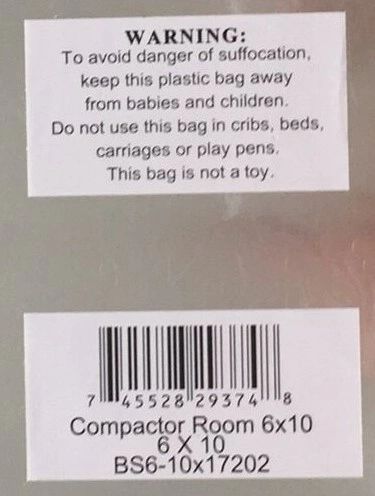 WARNING:
To avoid danger of suffocation,
keep this plastic bag away
from babies and children.
Do not use this bag in cribs, beds,
carriages or play pens.
This bag is not a toy.
7 45528 29374 8
Compactor Room 6x10
6 X 10
BS6-10x17202